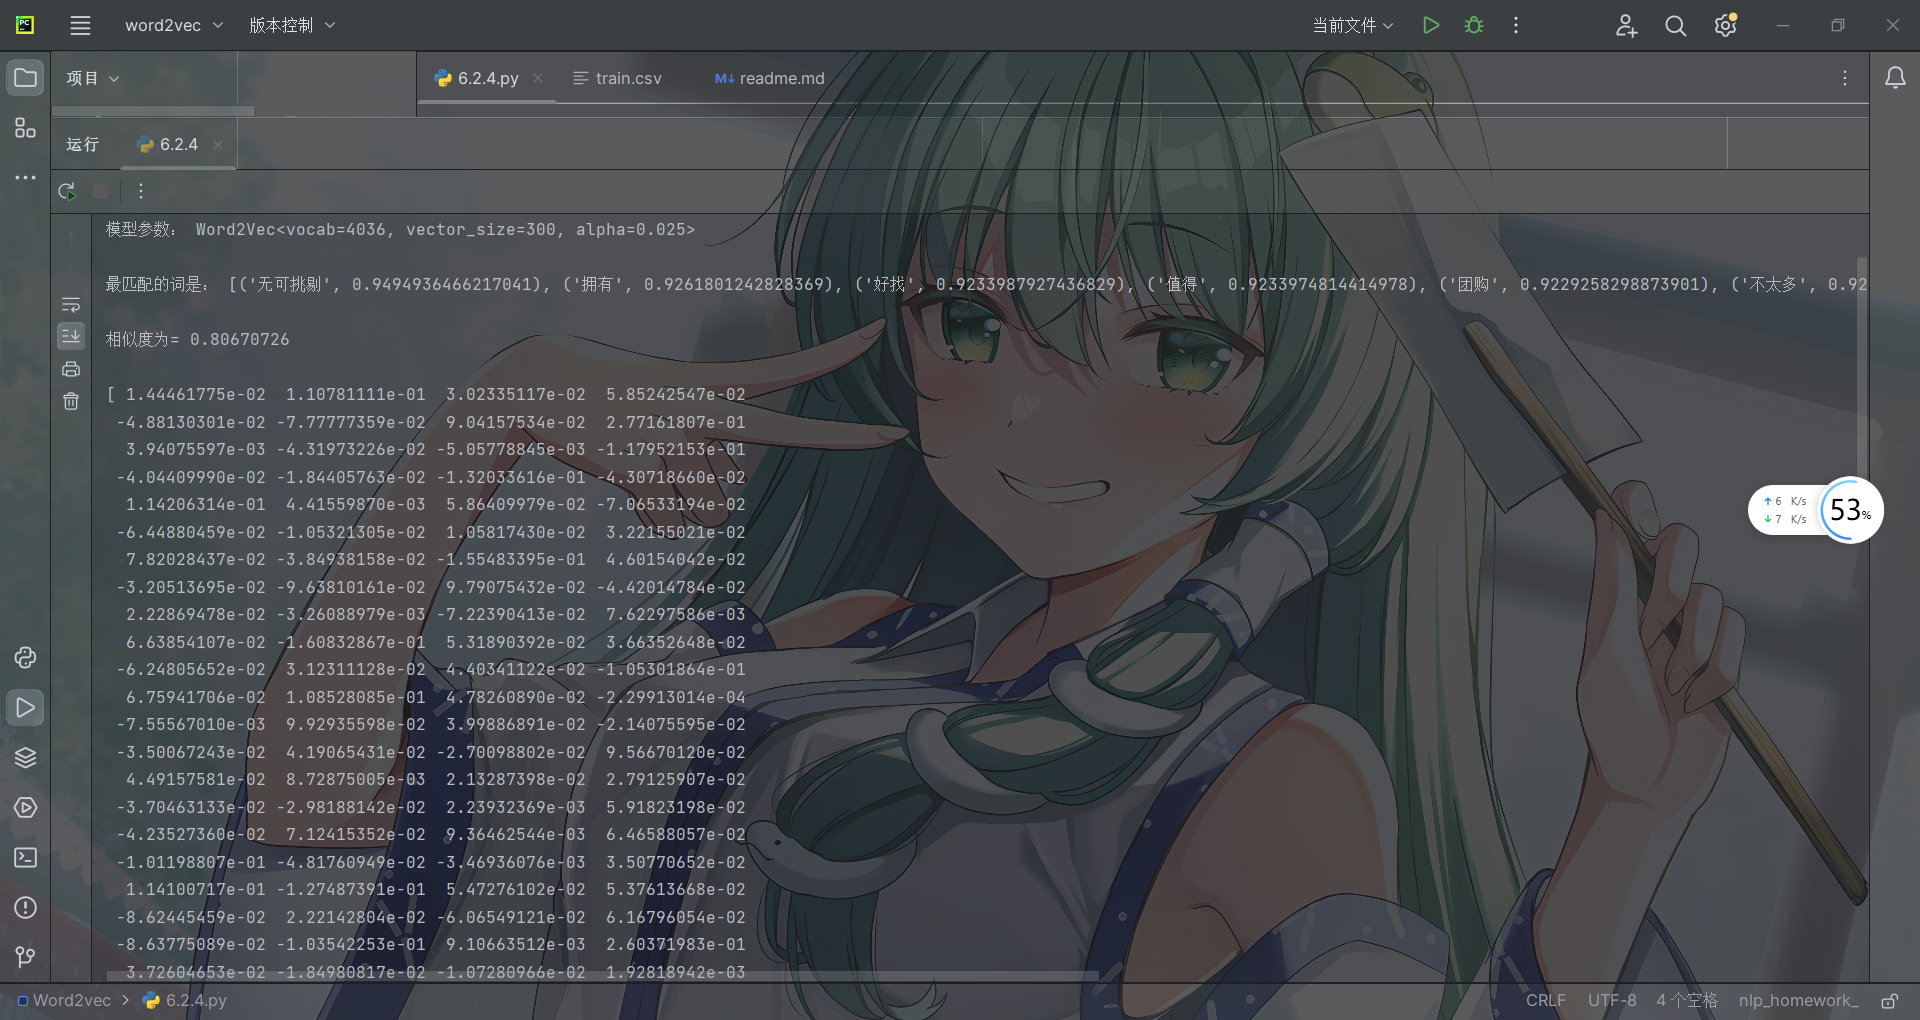 PC
word2vec 版本控制 当前文件
项目 6.2.4.py train.csv M↓ readme.md
运行 6.2.4
模型参数： Word2Vec<vocab=4036, vector_size=300, alpha=0.025>
最匹配的词是： [('无可挑剔', 0.9494936466217041), ('拥有', 0.9261801242828369), ('好找', 0.9233987927436829), ('值得', 0.9233974814414978), ('团购', 0.9229258298873901), ('不太多', 0.92
相似度为= 0.80670726
[ 1.44461775e-02  1.10781111e-01  3.02335117e-02  5.85242547e-02
-4.88130301e-02 -7.77777359e-02  9.04157534e-02  2.77161807e-01
3.94075597e-03 -4.31973226e-02 -5.05778845e-03 -1.17952153e-01
-4.04409990e-02 -1.84405763e-02 -1.32033616e-01 -4.30718660e-02
1.14206314e-01  4.41559870e-03  5.86409979e-02 -7.06533194e-02
-6.44880459e-02 -1.05321305e-02  1.05817430e-02  3.22155021e-02
7.82028437e-02 -3.84938158e-02 -1.55483395e-01  4.60154042e-02
-3.20513695e-02 -9.63810161e-02  9.79075432e-02 -4.42014784e-02
2.22869478e-02 -3.26088979e-03 -7.22390413e-02  7.62297586e-03
6.63854107e-02 -1.60832867e-01  5.31890392e-02  3.66352648e-02
-6.24805652e-02  3.12311128e-02  4.40341122e-02 -1.05301864e-01
6.75941706e-02  1.08528085e-01  4.78260890e-02 -2.29913014e-04
-7.55567010e-03  9.92935598e-02  3.99886891e-02 -2.14075595e-02
-3.50067243e-02  4.19065431e-02 -2.70098802e-02  9.56670120e-02
4.49157581e-02  8.72875005e-03  2.13287398e-02  2.79125907e-02
-3.70463133e-02 -2.98188142e-02  2.23932369e-03  5.91823198e-02
-4.23527360e-02  7.12415352e-02  9.36462544e-03  6.46588057e-02
-1.01198807e-01 -4.81760949e-02 -3.46936076e-03  3.50770652e-02
1.14100717e-01 -1.27487391e-01  5.47276102e-02  5.37613668e-02
-8.62445459e-02  2.22142804e-02 -6.06549121e-02  6.16796054e-02
-8.63775089e-02 -1.03542253e-01  9.10663512e-03  2.60371983e-01
3.72604653e-02 -1.84980817e-02 -1.07280966e-02  1.92818942e-03
↑ 6 K/s
↓ 7 K/s
53%
Word2vec > 6.2.4.py CRLF UTF-8 4 个空格 nlp_homework_